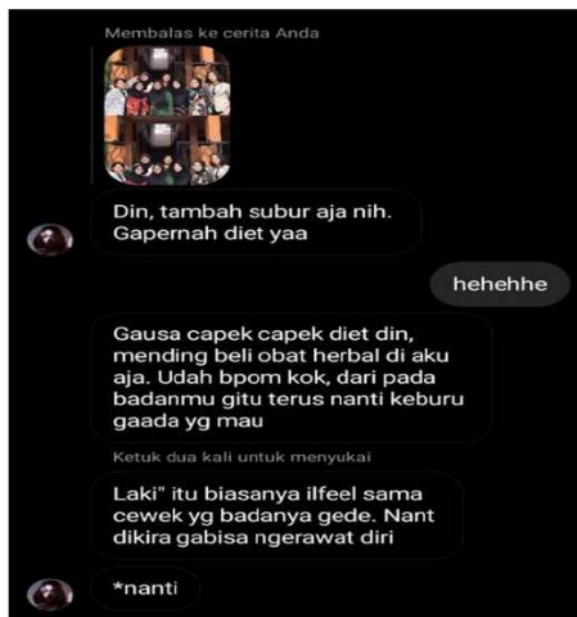 Membalas ke cerita Anda
Din, tambah subur aja nih.
Gapernah diet yaa
hehehhe
Gausa capek capek diet din,
mending beli obat herbal di aku
aja. Udah bpom kok, dari pada
badanmu gitu terus nanti keburu
gaada yg mau
Ketuk dua kali untuk menyukai
Laki" itu biasanya ilfeel sama
cewek yg badanya gede. Nant
dikira gabisa ngerawat diri
*nanti